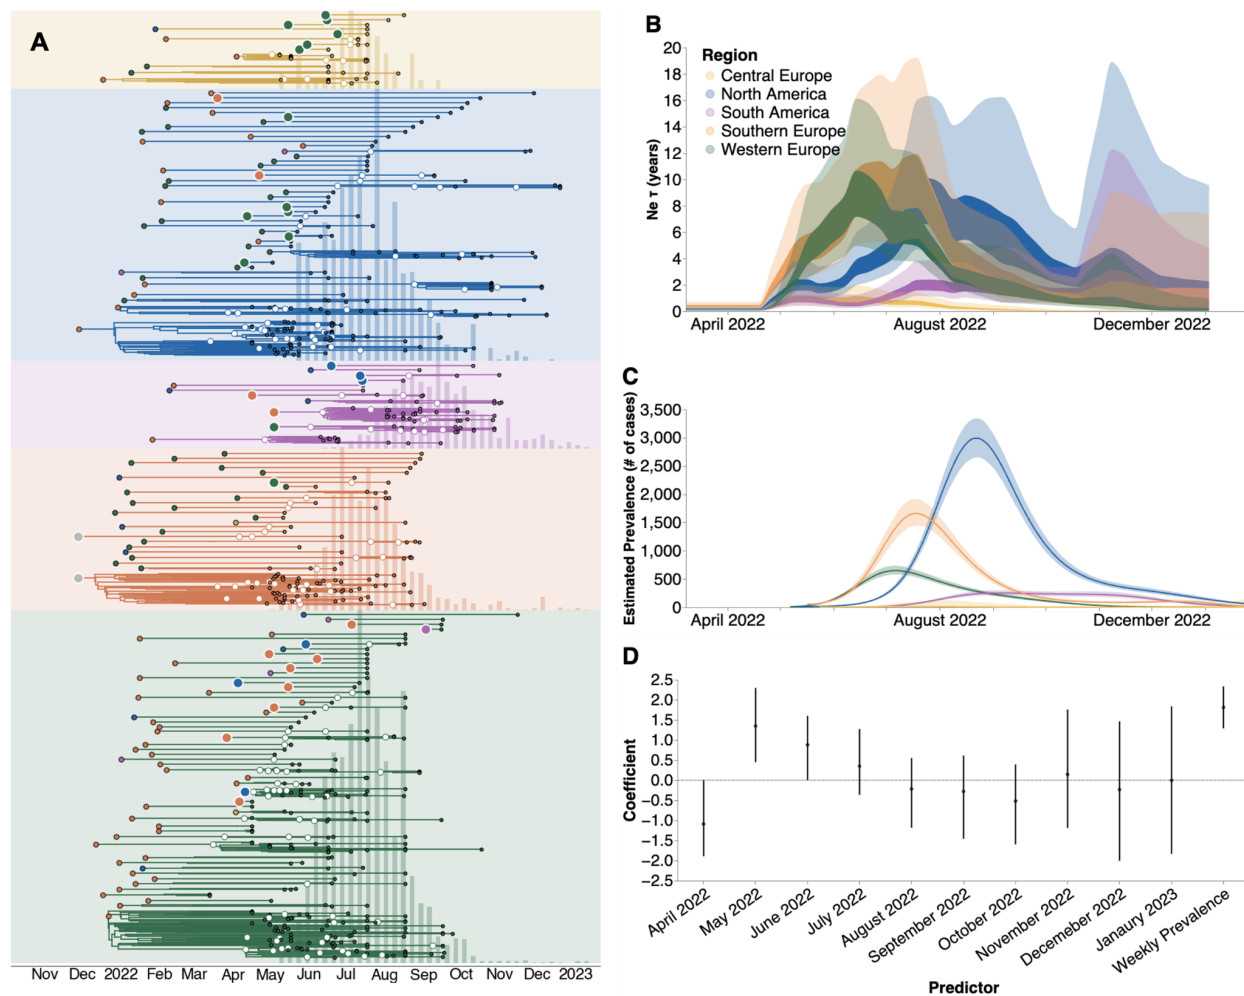 A
Nov Dec 2022 Feb Mar Apr May Jun Jul Aug Sep Oct Nov Dec 2023
B
20
18
16
14
12
10
8
6
4
2
0
Ne τ (years)
Region
Central Europe
North America
South America
Southern Europe
Western Europe
April 2022 August 2022 December 2022
C
3,500
3,000
2,500
2,000
1,500
1,000
500
0
Estimated Prevalence (# of cases)
April 2022 August 2022 December 2022
D
2.5
2.0
1.5
1.0
0.5
0.0
−0.5
−1.0
−1.5
−2.0
−2.5
Coefficient
April 2022
May 2022
June 2022
July 2022
August 2022
September 2022
October 2022
November 2022
Decemeber 2022
Janaury 2023
Weekly Prevalence
Predictor